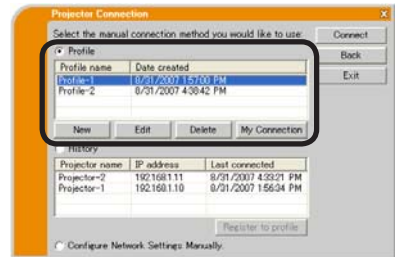 Projector Connection X
Select the manual connection method you would like to use: Connect
Profile Back
Profile name Date created Exit
Profile-1 8/31/2007 1:57:00 PM
Profile-2 8/31/2007 4:38:42 PM
New Edit Delete My Connection
History
Projector name IP address Last connected
Projector-2 192.168.1.11 8/31/2007 4:33:21 PM
Projector-1 192.168.1.10 8/31/2007 1:56:34 PM
Register to profile
Configure Network Settings Manually.